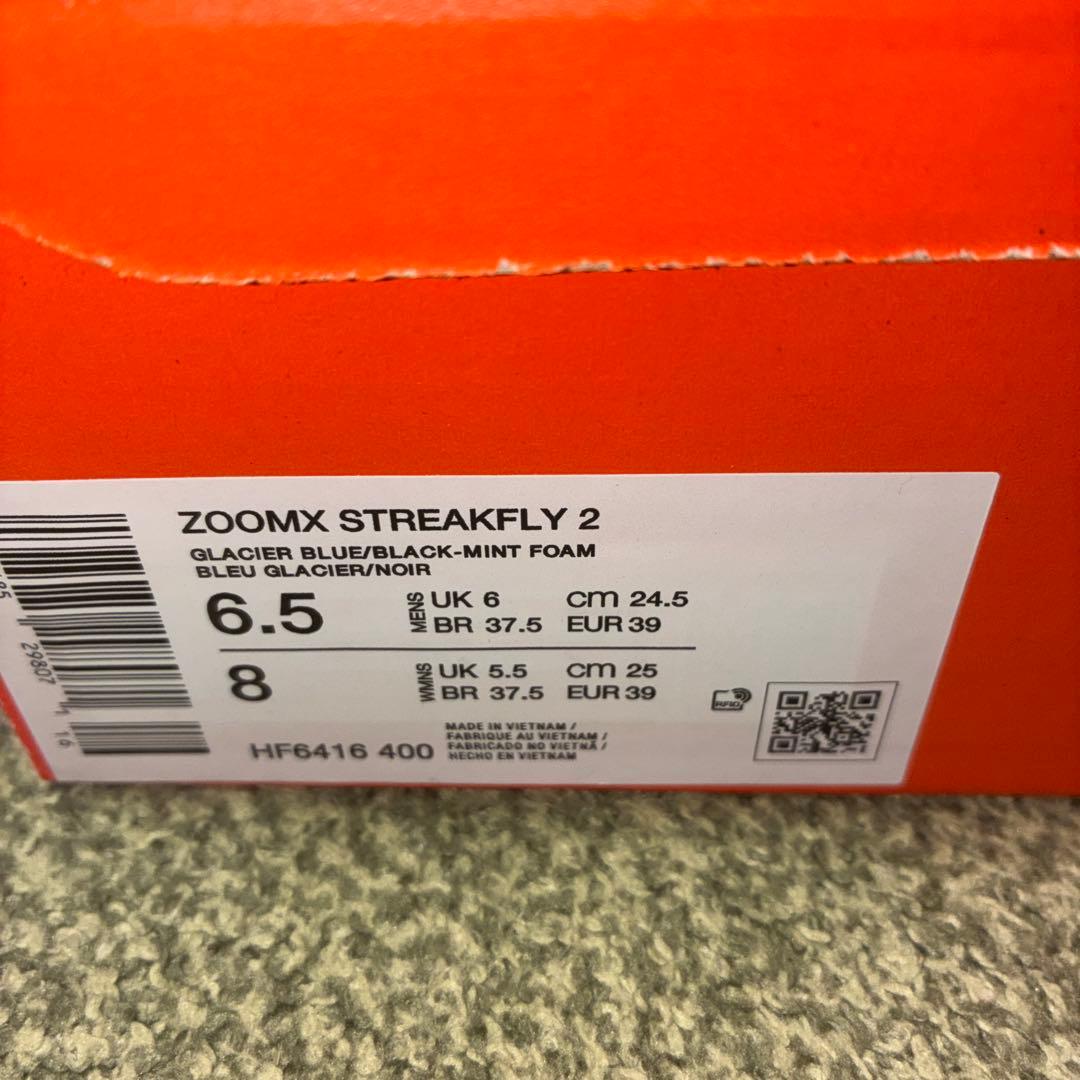 ZOOMX STREAKFLY 2
GLACIER BLUE/BLACK-MINT FOAM
BLEU GLACIER/NOIR
6.5 MENS UK 6 cm 24.5
BR 37.5 EUR 39
8 WMNS UK 5.5 cm 25
BR 37.5 EUR 39
RFID
MADE IN VIETNAM /
FABRIQUE AU VIETNAM /
FABRICADO NO VIETNÃ /
HECHO EN VIETNAM
HF6416 400
29807
16